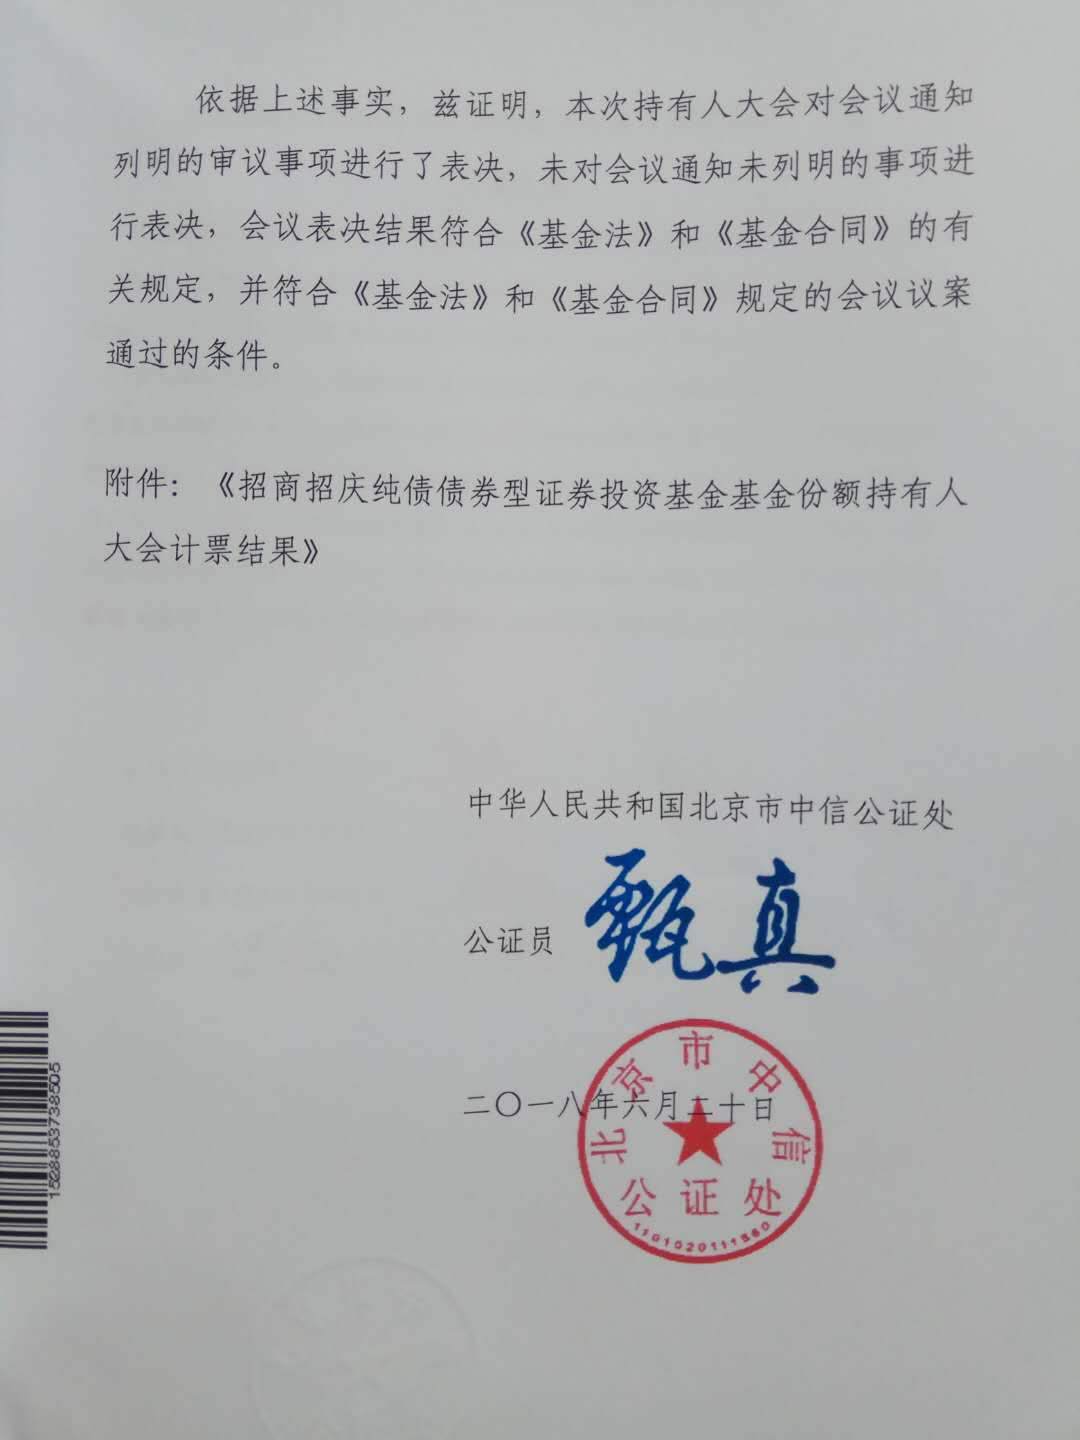 依据上述事实，兹证明，本次持有人大会对会议通知
列明的审议事项进行了表决，未对会议通知未列明的事项进
行表决，会议表决结果符合《基金法》和《基金合同》的有
关规定，并符合《基金法》和《基金合同》规定的会议议案
通过的条件。
附件：《招商招庆纯债债券型证券投资基金基金份额持有人
大会计票结果》
中华人民共和国北京市中信公证处
公证员 甄真
二〇一八年六月二十日
北京市中信
公证处
1528853738505